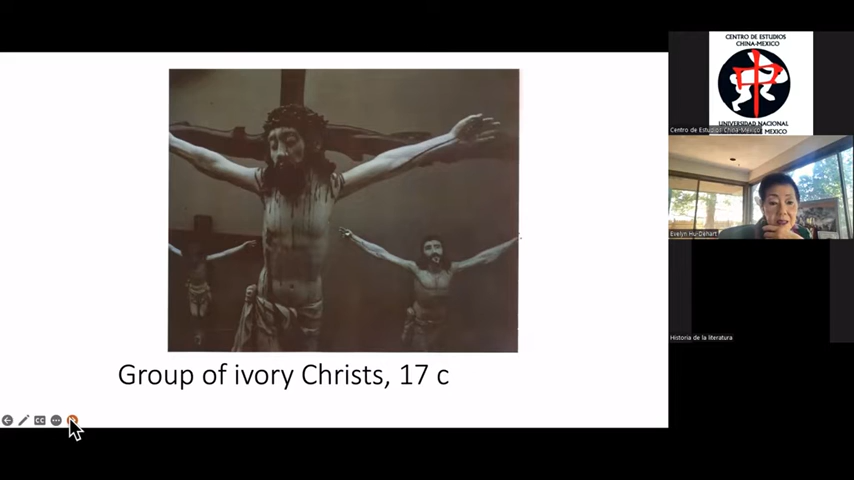 Group of ivory Christs, 17 c
CENTRO DE ESTUDIOS
CHINA-MEXICO
UNIVERSIDAD NACIONAL
MEXICO
Centro de Estudios China-México
Evelyn Hu-Dehart
Historia de la literatura
CC